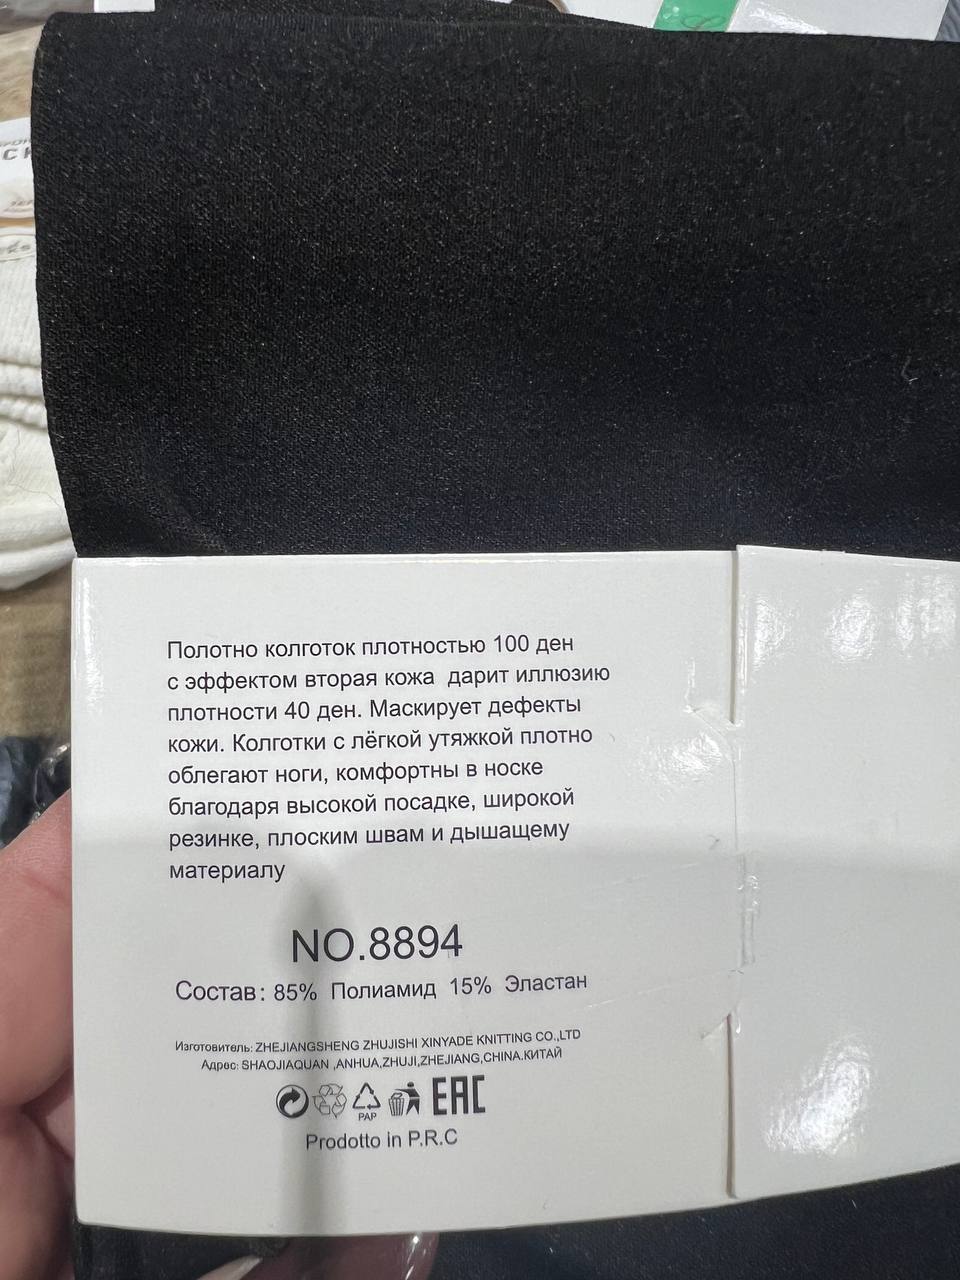 Полотно колготок плотностью 100 ден
с эффектом вторая кожа дарит иллюзию
плотности 40 ден. Маскирует дефекты
кожи. Колготки с лёгкой утяжкой плотно
облегают ноги, комфортны в носке
благодаря высокой посадке, широкой
резинке, плоским швам и дышащему
материалу
NO.8894
Состав: 85% Полиамид 15% Эластан
Изготовитель: ZHEJIANGSHENG ZHUJISHI XINYADE KNITTING CO.,LTD
Адрес: SHAOJIAQUAN ,ANHUA,ZHUJI,ZHEJIANG,CHINA.КИТАЙ
PAP
EAC
Prodotto in P.R.C